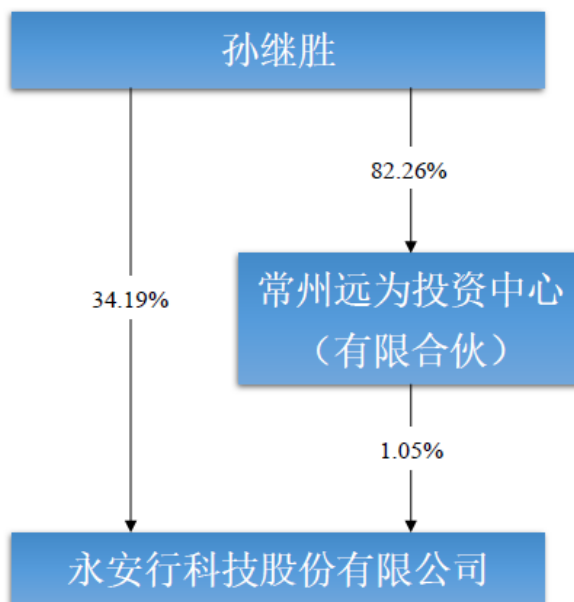 孙继胜
82.26%
34.19%
常州远为投资中心
（有限合伙）
1.05%
永安行科技股份有限公司